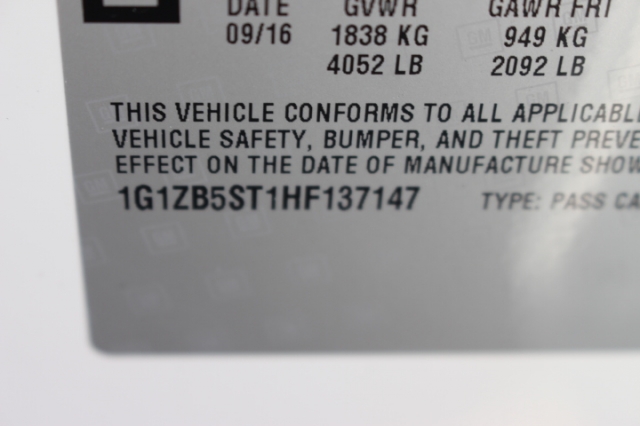 DATE GVWR GAWR FRT
09/16 1838 KG 949 KG
4052 LB 2092 LB
THIS VEHICLE CONFORMS TO ALL APPLICABL
VEHICLE SAFETY, BUMPER, AND THEFT PREVE
EFFECT ON THE DATE OF MANUFACTURE SHOW
1G1ZB5ST1HF137147 TYPE: PASS CA